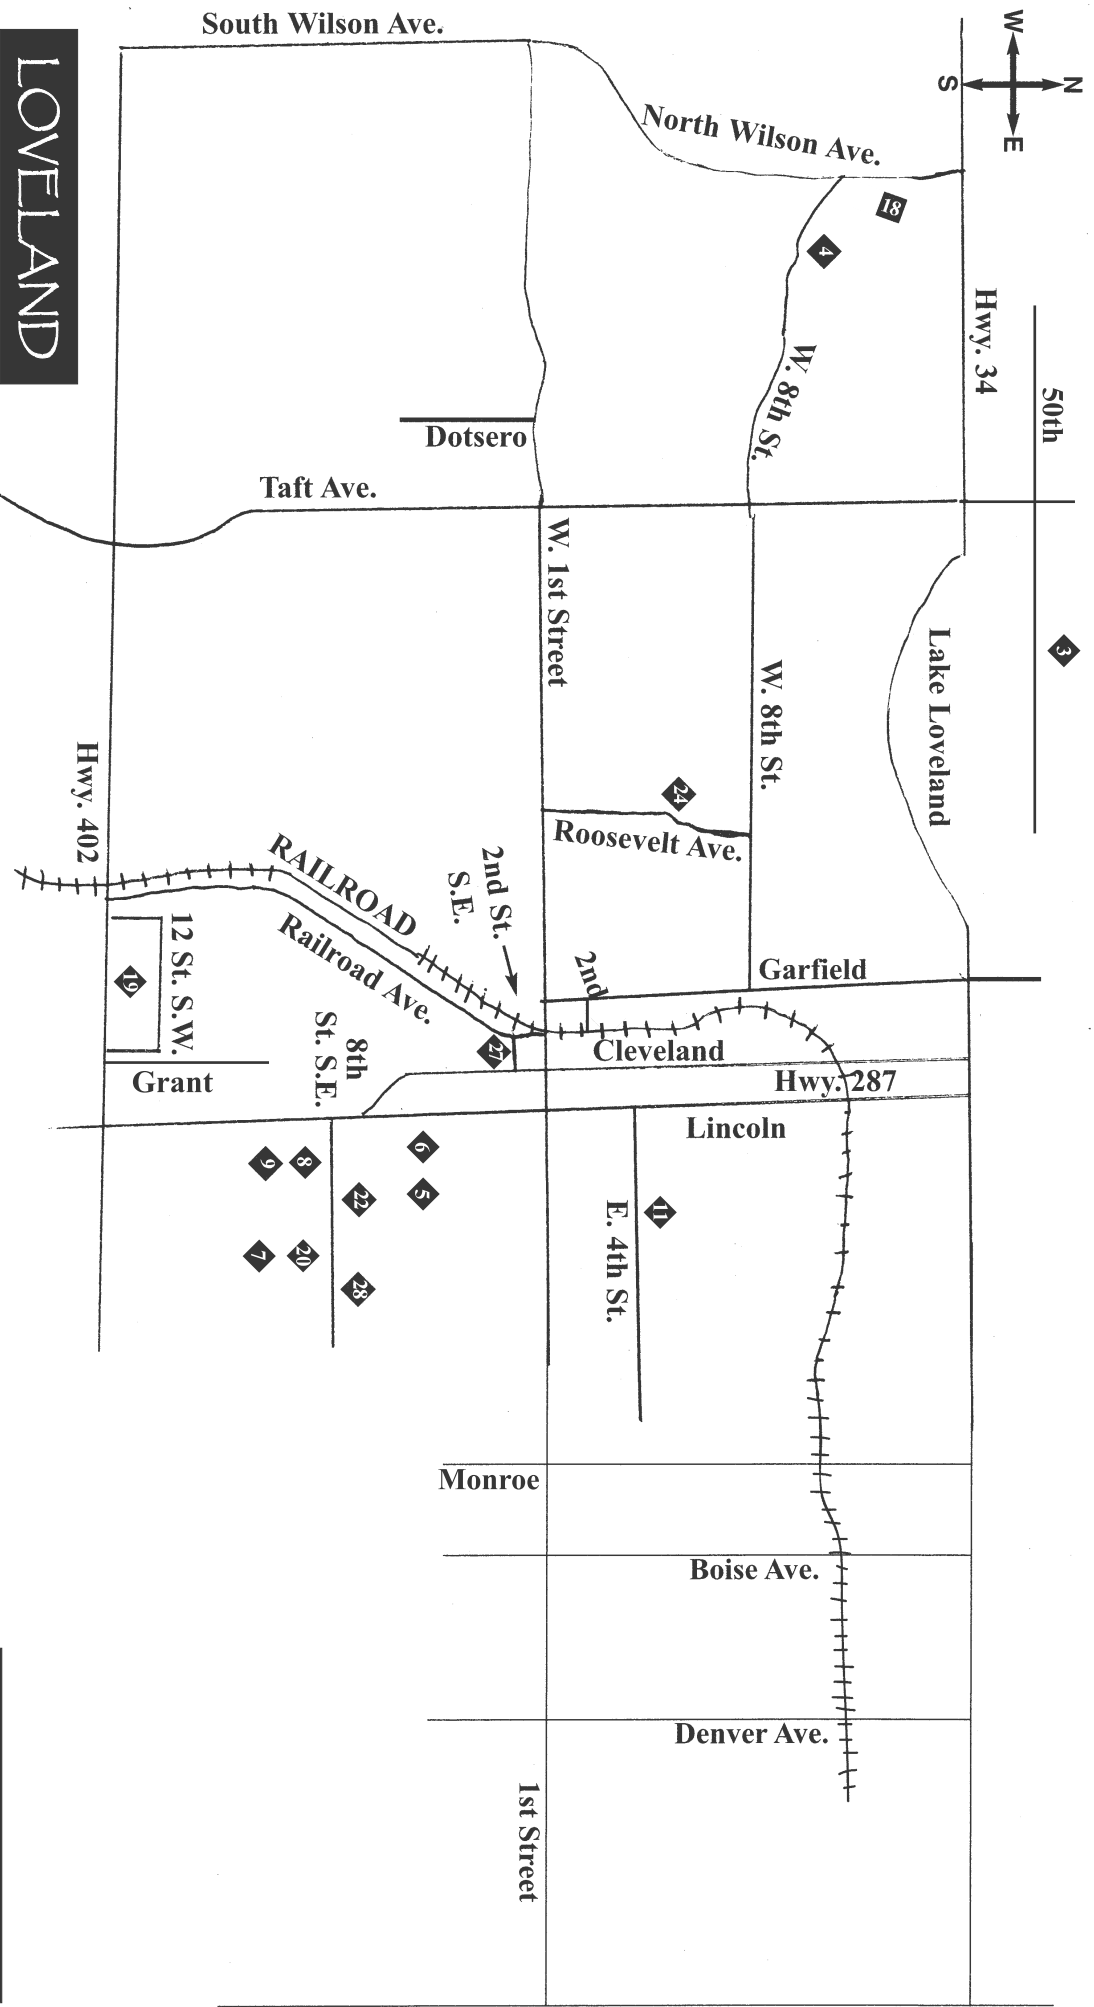 LOVELAND
W
N
S
E
South Wilson Ave.
North Wilson Ave.
18
4
Hwy. 34
50th
W. 8th St.
Dotsero
Taft Ave.
3
W. 1st Street
Lake Loveland
W. 8th St.
24
Roosevelt Ave.
Hwy. 402
RAILROAD
Railroad Ave.
2nd St.
S.E.
12 St. S.W.
19
2nd
Garfield
27
Cleveland
8th
St. S.E.
Grant
Hwy. 287
Lincoln
6
5
9
8
22
11
E. 4th St.
7
20
28
Monroe
Boise Ave.
Denver Ave.
1st Street